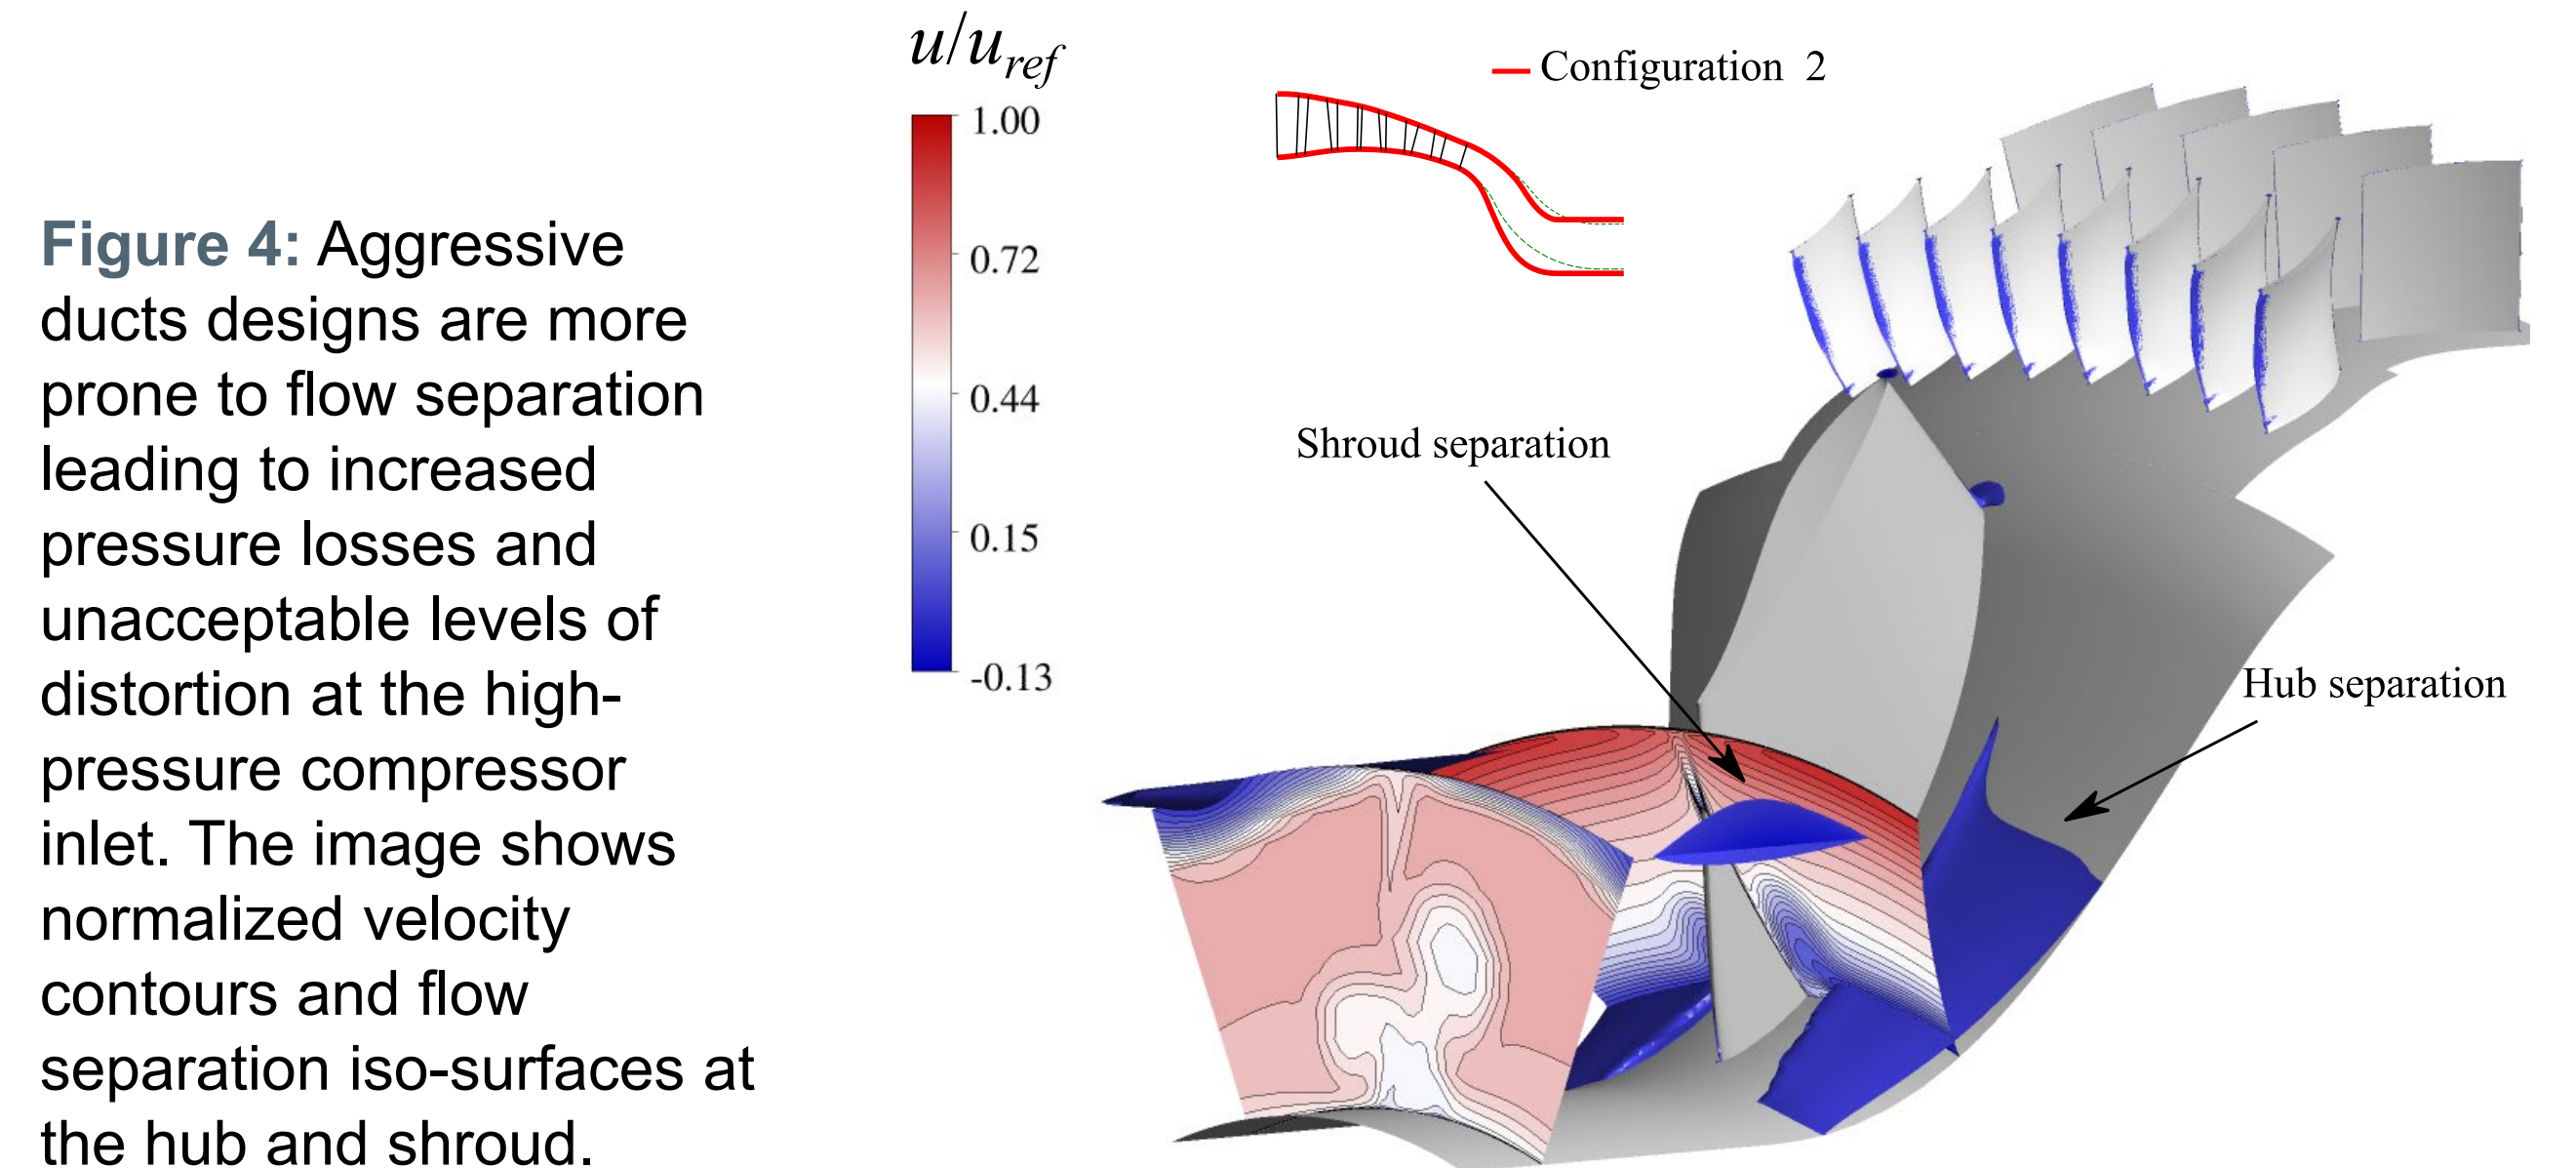 Figure 4: Aggressive
ducts designs are more
prone to flow separation
leading to increased
pressure losses and
unacceptable levels of
distortion at the high-
pressure compressor
inlet. The image shows
normalized velocity
contours and flow
separation iso-surfaces at
the hub and shroud.
u/u_ref
1.00
0.72
0.44
0.15
-0.13
Configuration 2
Shroud separation
Hub separation